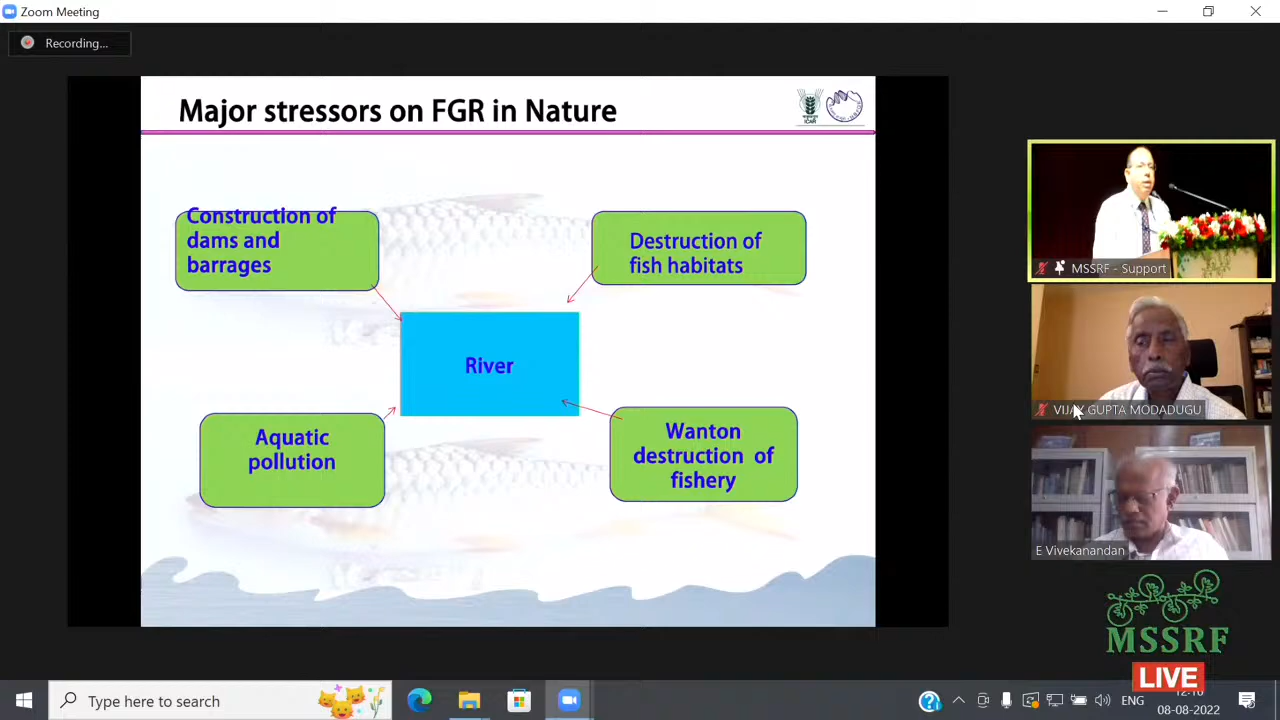 Zoom Meeting
Recording...
Major stressors on FGR in Nature
ICAR
Construction of
dams and
barrages
Destruction of
fish habitats
River
Aquatic
pollution
Wanton
destruction of
fishery
MSSRF - Support
VIJAY GUPTA MODADUGU
E Vivekanandan
MSSRF
LIVE
Type here to search
ENG
08-08-2022